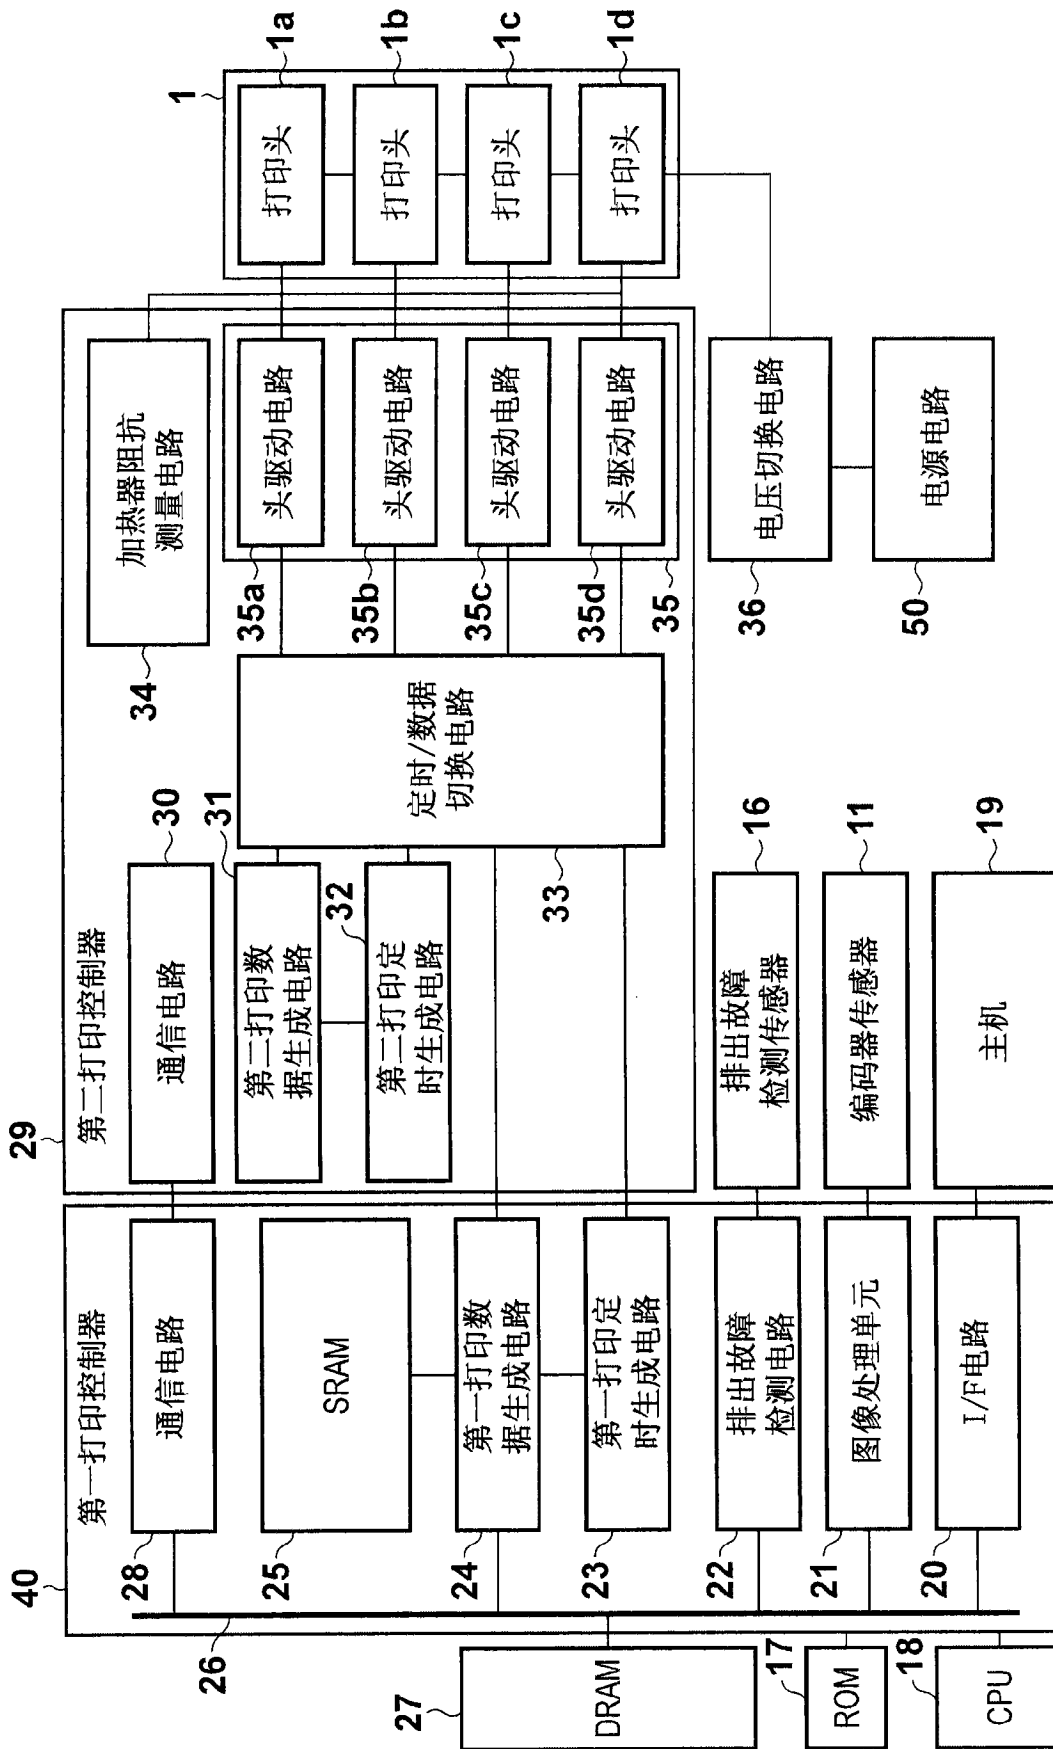 40
第一打印控制器
28
通信电路
25
SRAM
24
第一打印数
据生成电路
23
第一打印定
时生成电路
22
排出故障
检测电路
21
图像处理单元
20
I/F电路
26
27
DRAM
17
ROM
18
CPU
29
第二打印控制器
通信电路
30
31
第二打印数
据生成电路
32
第二打印定
时生成电路
33
定时/数据
切换电路
34
加热器阻抗
测量电路
35a
头驱动电路
35b
头驱动电路
35c
头驱动电路
35d
头驱动电路
35
排出故障
检测传感器
16
编码器传感器
11
主机
19
36
电压切换电路
50
电源电路
1
打印头
1a
打印头
1b
打印头
1c
打印头
1d